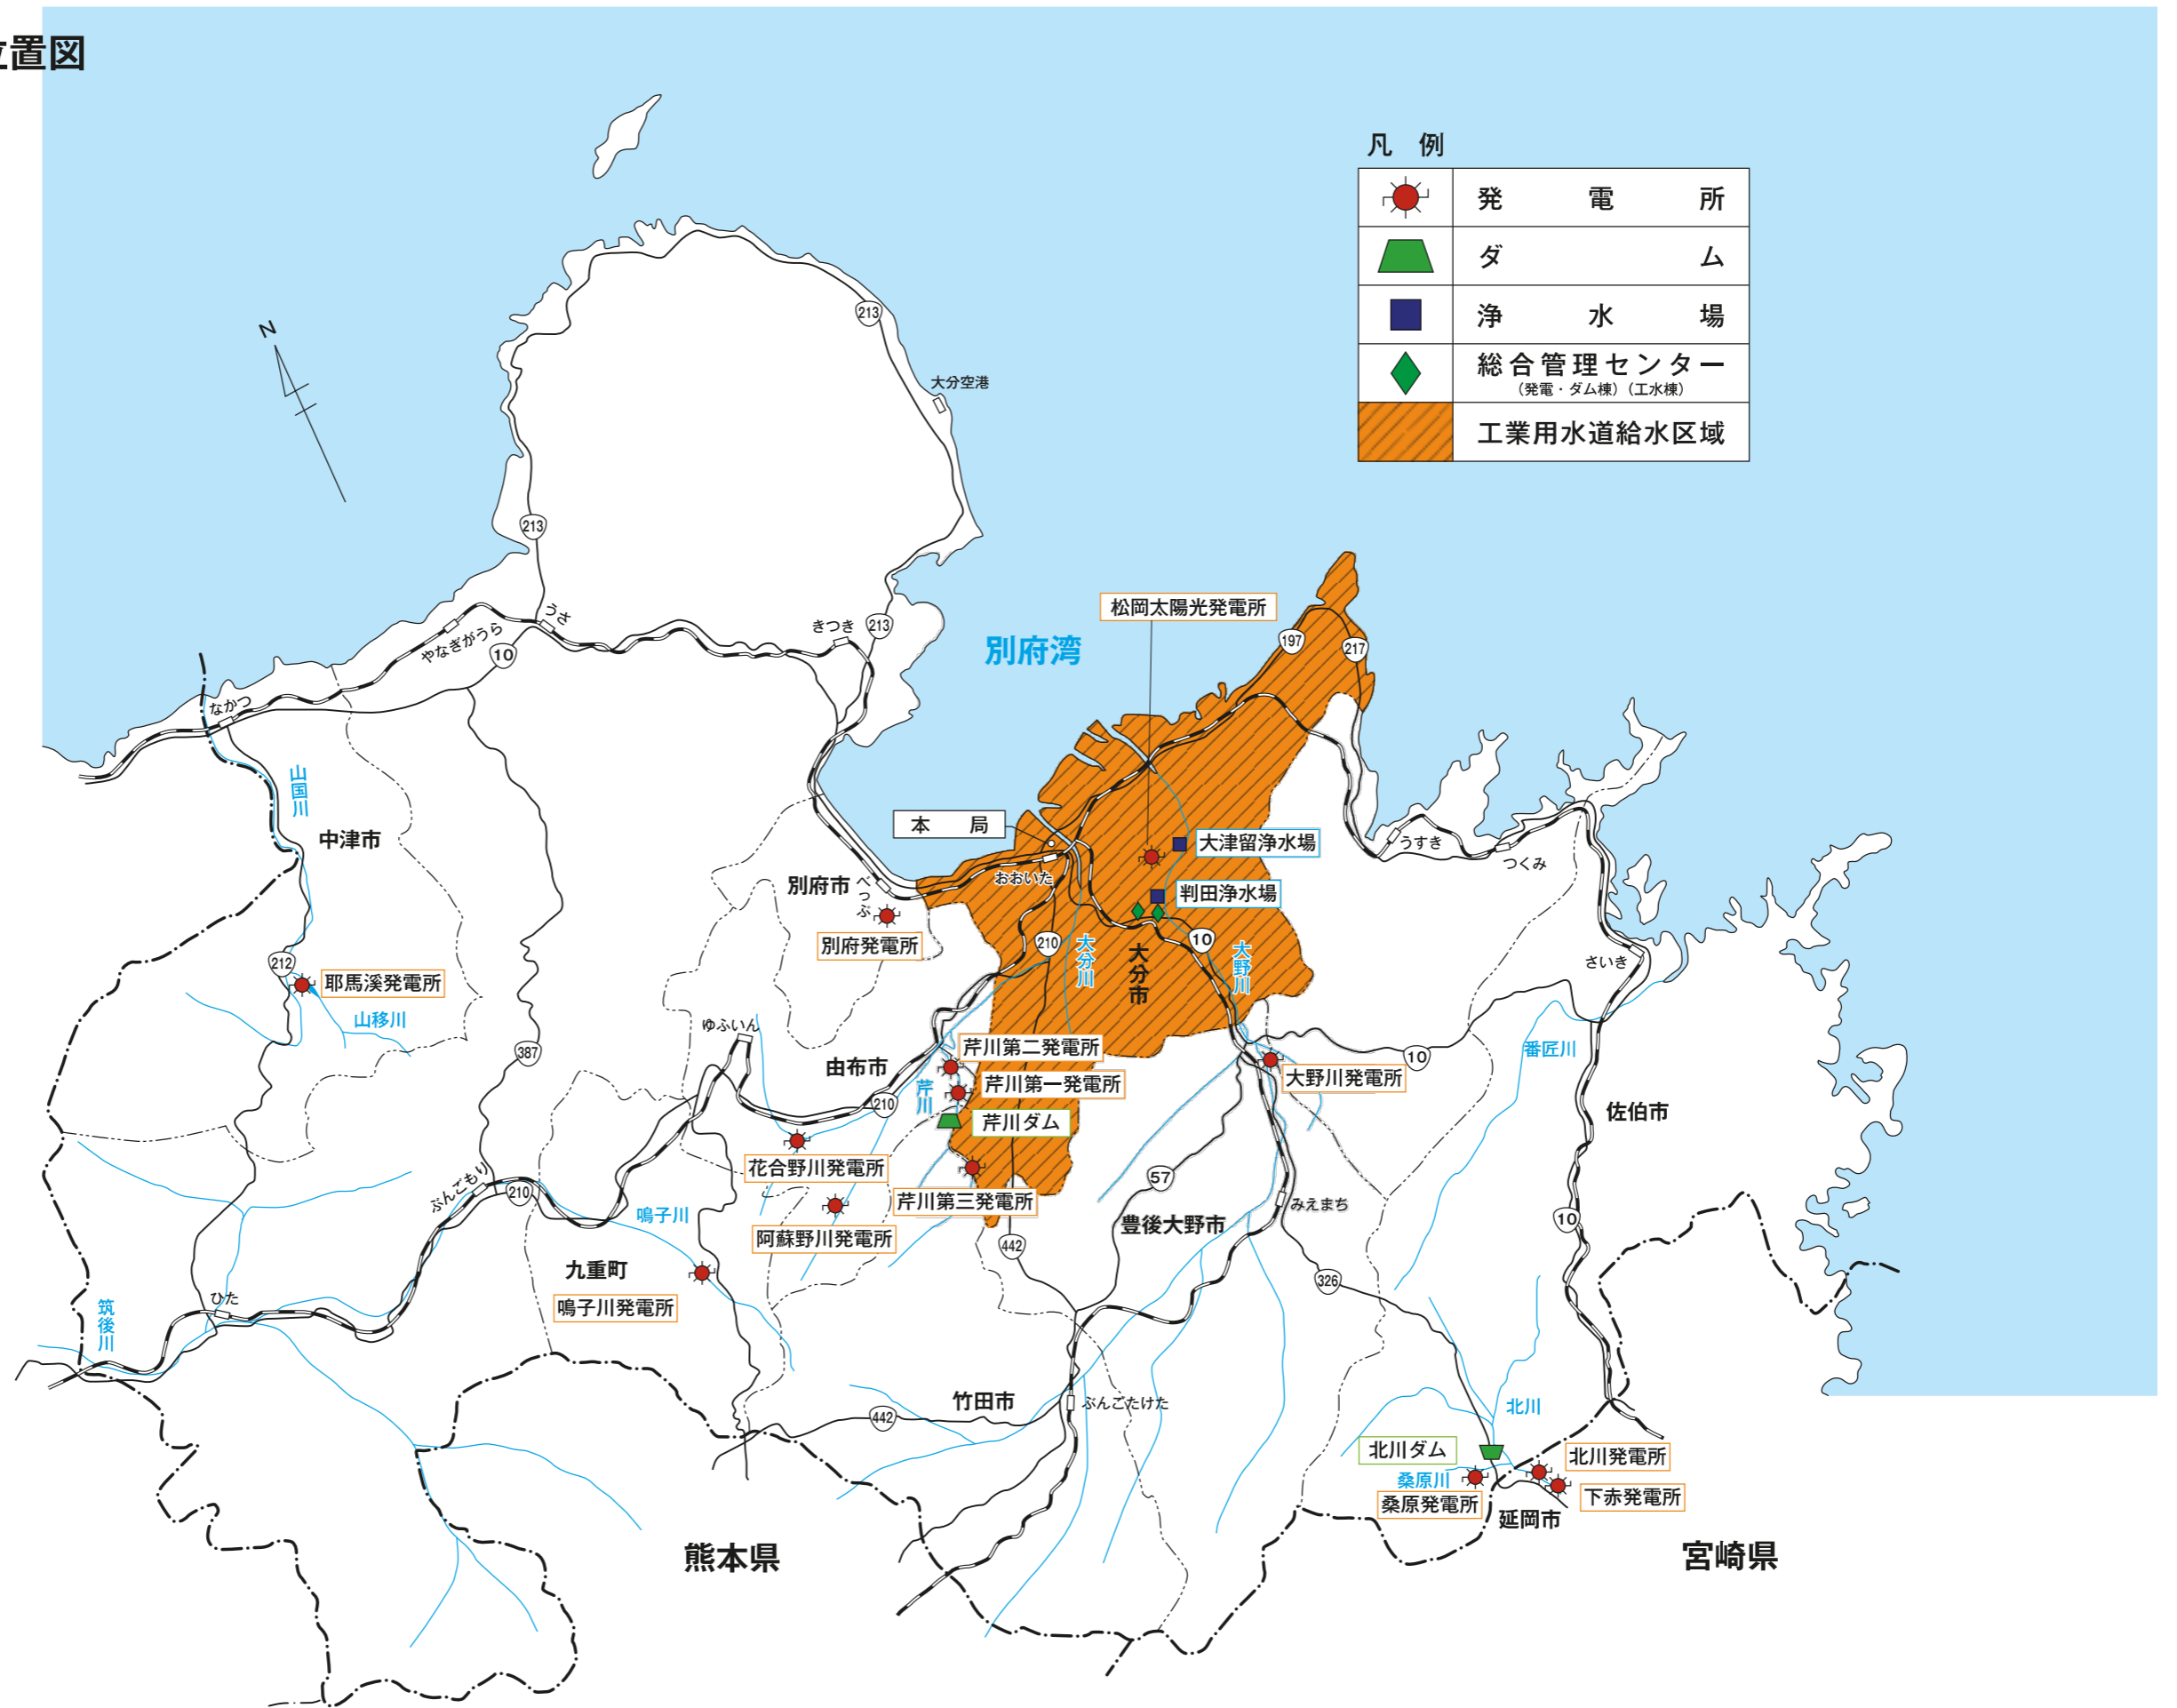 位置図
凡 例
発 電 所
ダ ム
浄 水 場
総合管理センター
(発電・ダム棟)(工水棟)
工業用水道給水区域
N
213
大分空港
213
うさ
やなぎがうら
10
きつき
213
別府湾
松岡太陽光発電所
197
217
なかつ
山国川
中津市
本 局
大津留浄水場
うすき
つくみ
おおいた
別府市
べっぷ
判田浄水場
別府発電所
210
大分川
大分市
10
大野川
さいき
212
耶馬溪発電所
山移川
387
ゆふいん
由布市
芹川第二発電所
芹川第一発電所
芹川
芹川ダム
210
大野川発電所
10
番匠川
佐伯市
花合野川発電所
芹川第三発電所
阿蘇野川発電所
ぶんごもり
210
鳴子川
57
みえまち
豊後大野市
442
10
九重町
鳴子川発電所
326
ひた
筑後川
竹田市
442
ぶんごたけた
北川
北川ダム
桑原川
桑原発電所
北川発電所
下赤発電所
延岡市
熊本県
宮崎県